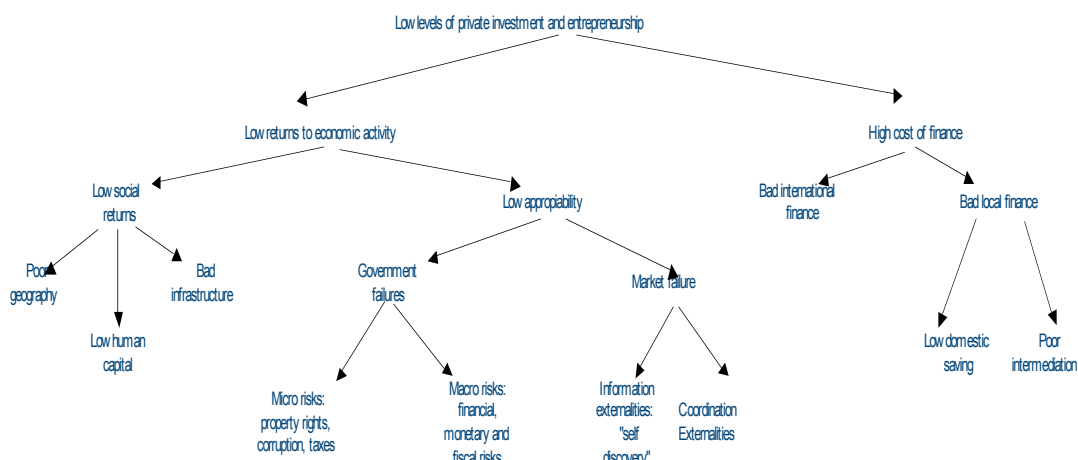 Low levels of private investment and entrepreneurship
Low returns to economic activity
High cost of finance
Low social
returns
Low appropiability
Bad international
finance
Bad local finance
Poor
geography
Bad
infrastructure
Low human
capital
Government
failures
Market failure
Low domestic
saving
Poor
intermediation
Micro risks:
property rights,
corruption, taxes
Macro risks:
financial,
monetary and
fiscal risks
Information
externalities:
"self
discovery"
Coordination
Externalities